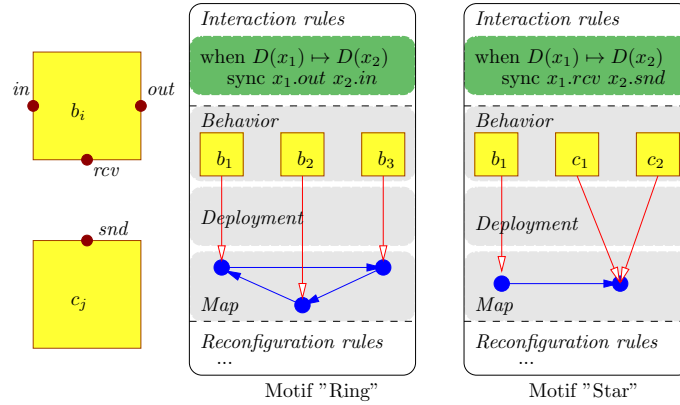 in
out
b_i
rcv
snd
c_j
Interaction rules
when D(x_1) ↦ D(x_2)
sync x_1.out x_2.in
Behavior
b_1 b_2 b_3
Deployment
Map
Reconfiguration rules
...
Motif "Ring"
Interaction rules
when D(x_1) ↦ D(x_2)
sync x_1.rcv x_2.snd
Behavior
b_1 c_1 c_2
Deployment
Map
Reconfiguration rules
...
Motif "Star"